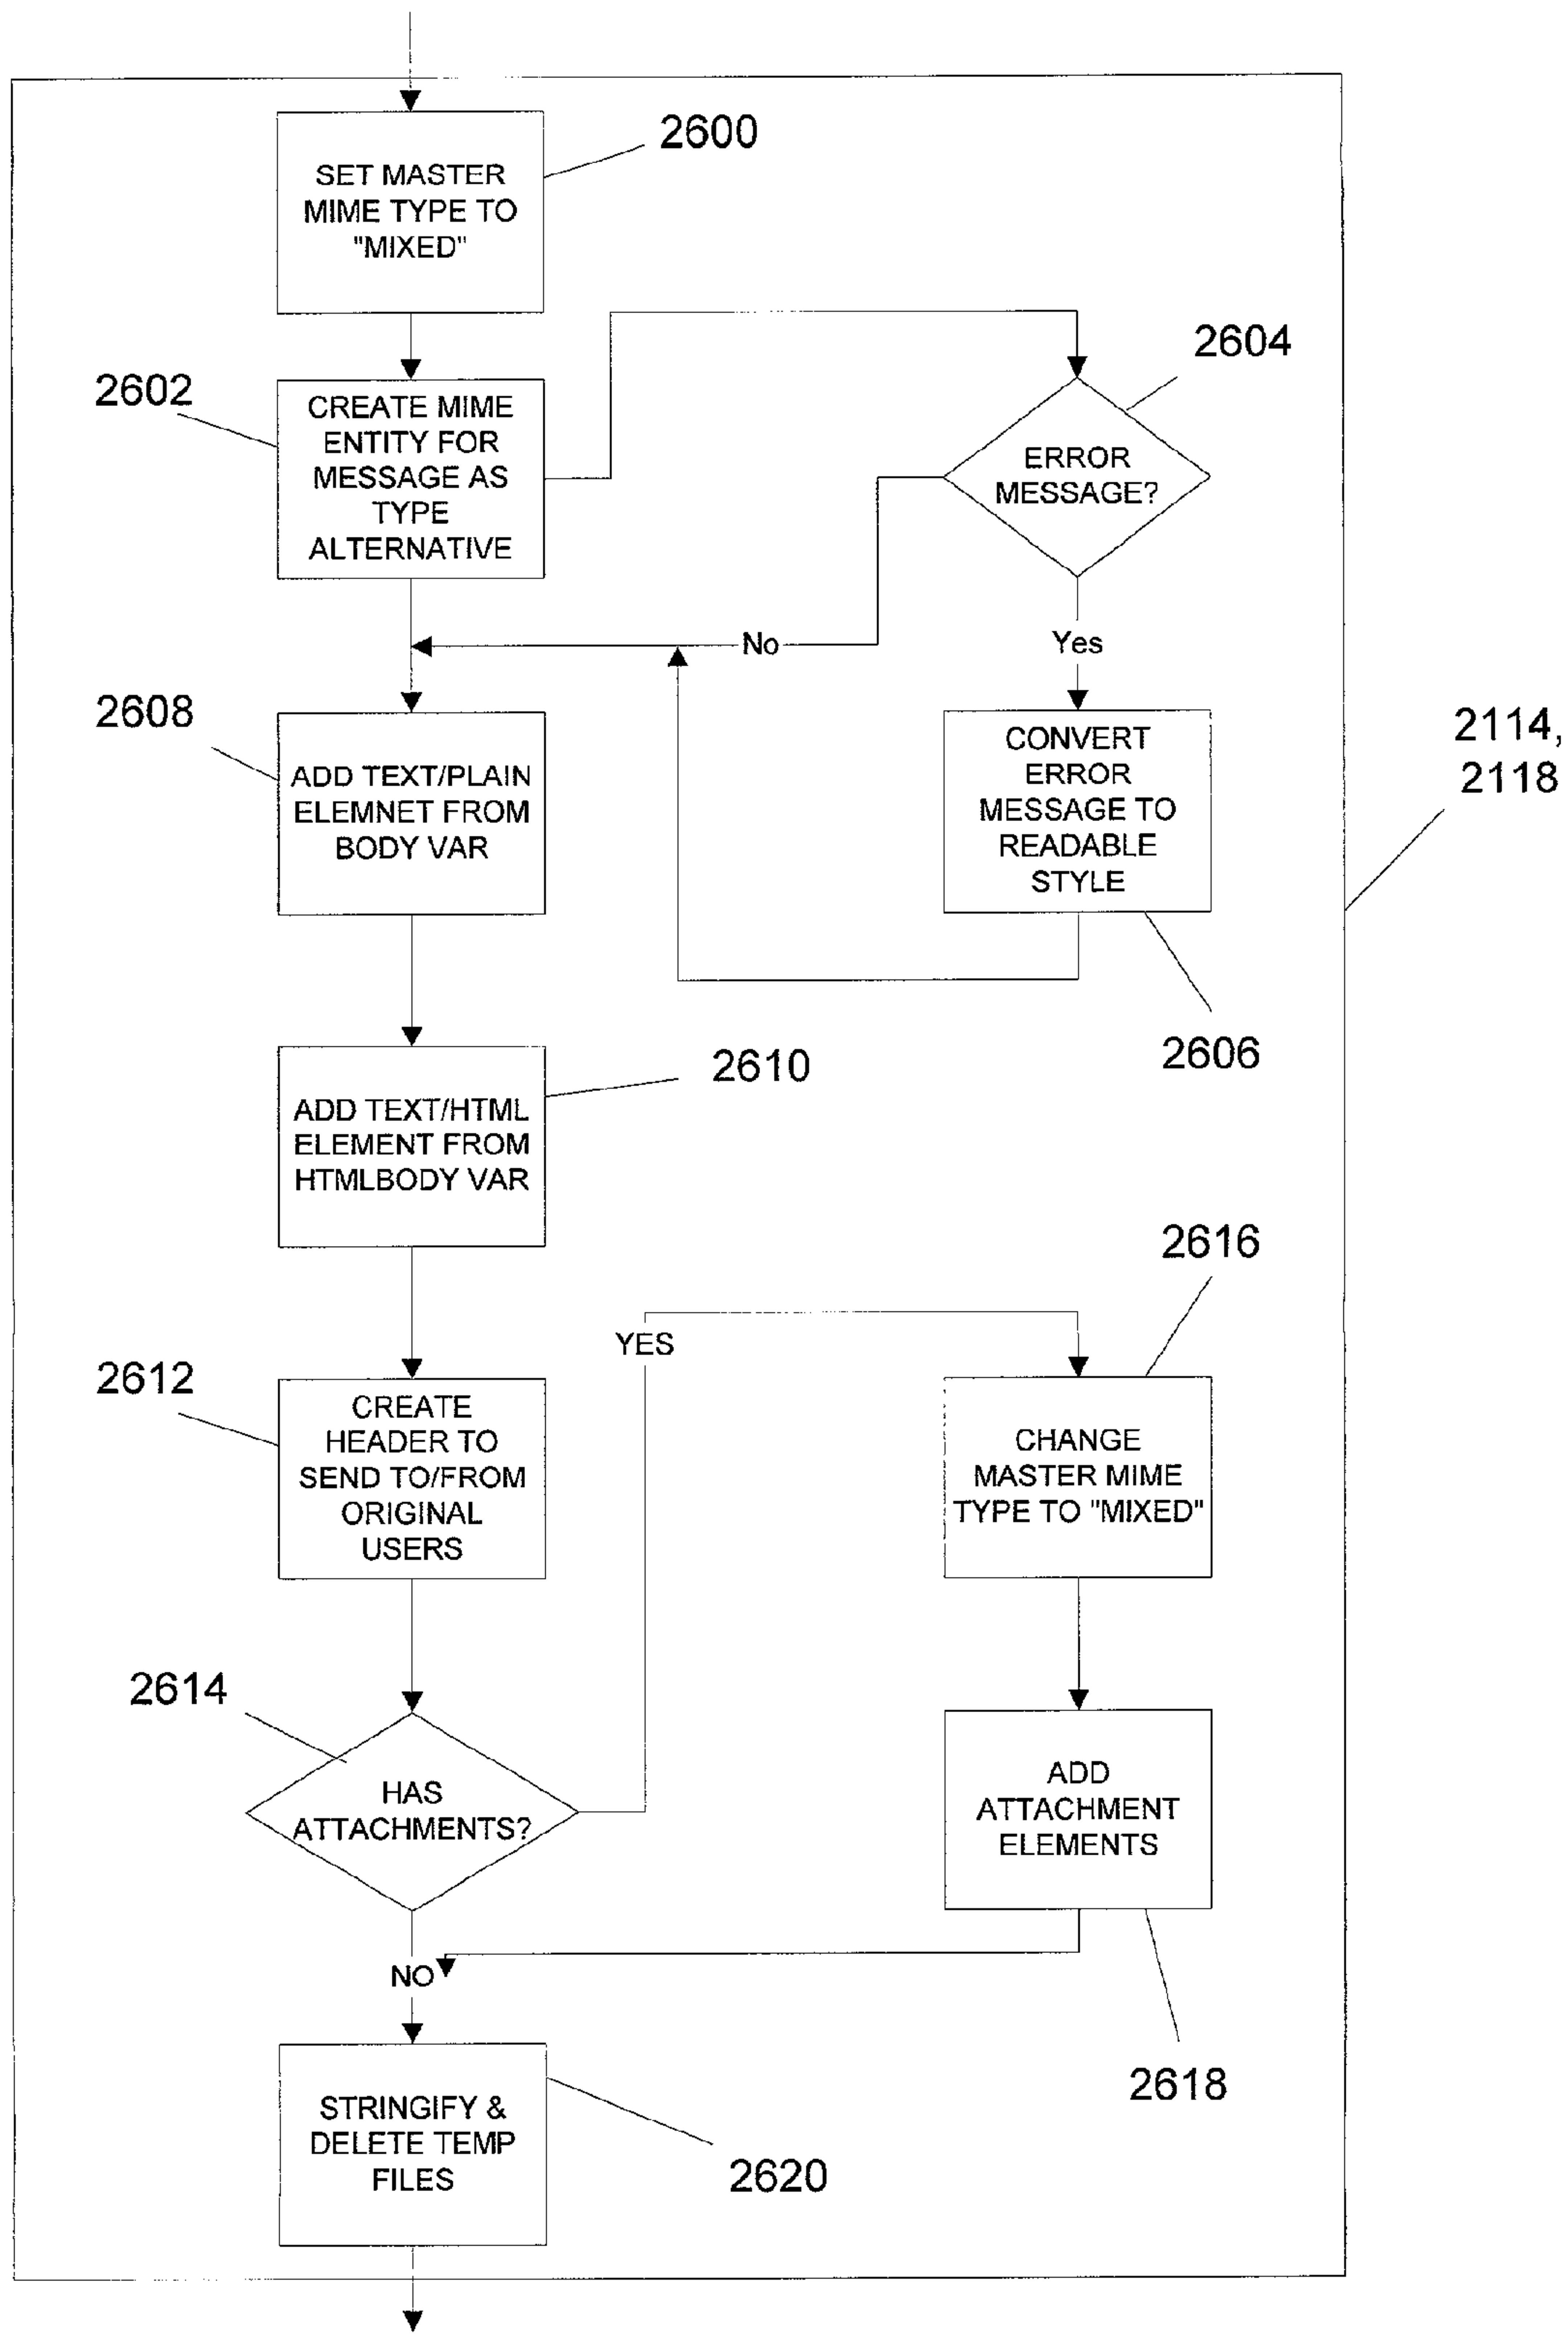 2600
SET MASTER
MIME TYPE TO
"MIXED"
2602
CREATE MIME
ENTITY FOR
MESSAGE AS
TYPE
ALTERNATIVE
2604
ERROR
MESSAGE?
No
Yes
2608
ADD TEXT/PLAIN
ELEMNET FROM
BODY VAR
CONVERT
ERROR
MESSAGE TO
READABLE
STYLE
2606
2114,
2118
2610
ADD TEXT/HTML
ELEMENT FROM
HTMLBODY VAR
2612
CREATE
HEADER TO
SEND TO/FROM
ORIGINAL
USERS
YES
2616
CHANGE
MASTER MIME
TYPE TO "MIXED"
2614
HAS
ATTACHMENTS?
NO
ADD
ATTACHMENT
ELEMENTS
2618
STRINGIFY &
DELETE TEMP
FILES
2620